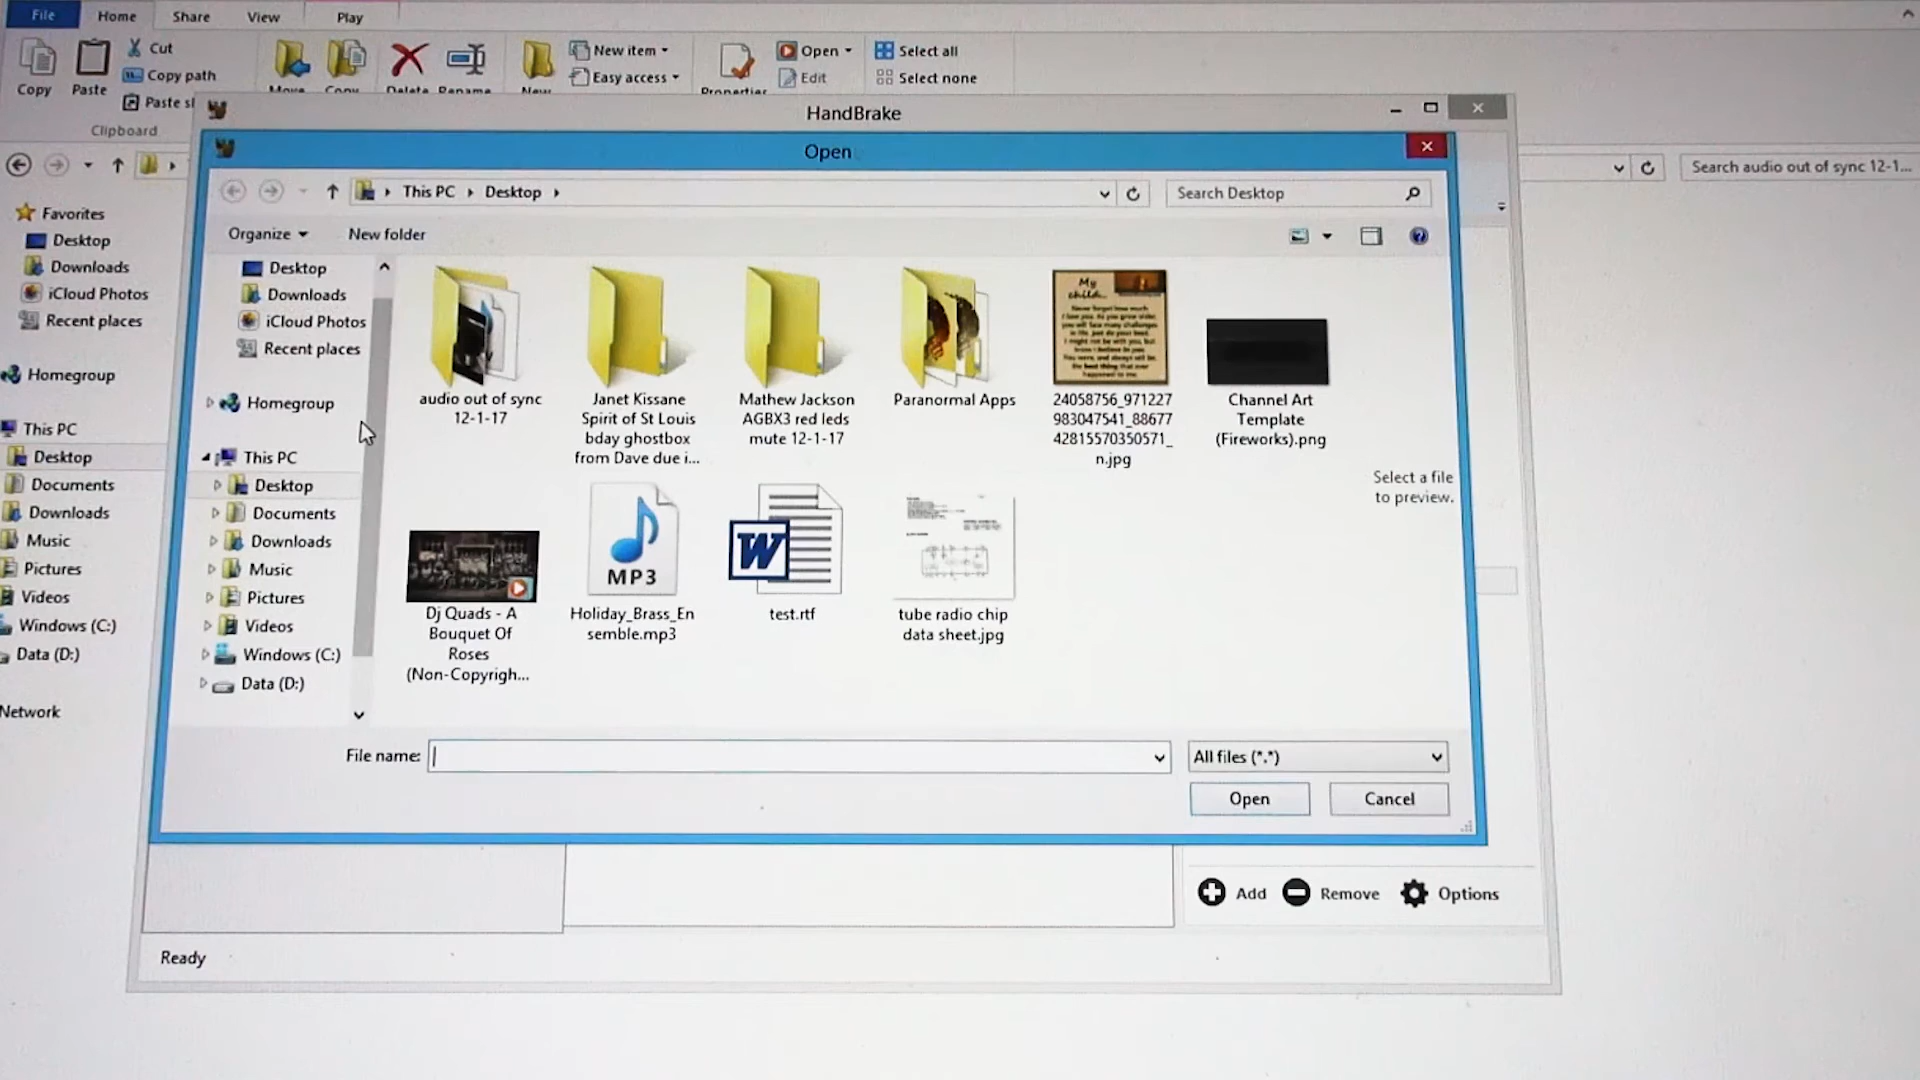 File Home Share View Play
Copy Paste Cut
Copy path
Paste
Clipboard
New item
Easy access
Open
Edit
Select all
Select none
HandBrake
Open
This PC Desktop
Search Desktop
Search audio out of sync 12-1...
Organize New folder
Favorites
Desktop
Downloads
iCloud Photos
Recent places
Homegroup
This PC
Desktop
Documents
Downloads
Music
Pictures
Videos
Windows (C:)
Data (D:)
Network
Desktop
Downloads
iCloud Photos
Recent places
Homegroup
This PC
Desktop
Documents
Downloads
Music
Pictures
Videos
Windows (C:)
Data (D:)
audio out of sync
12-1-17
Janet Kissane
Spirit of St Louis
bday ghostbox
from Dave due i...
Mathew Jackson
AGBX3 red leds
mute 12-1-17
Paranormal Apps
My
child...
24058756_971227
983047541_88677
42815570350571_
n.jpg
Channel Art
Template
(Fireworks).png
Select a file
to preview.
Dj Quads - A
Bouquet Of
Roses
(Non-Copyrigh...
MP3
Holiday_Brass_En
semble.mp3
W
test.rtf
tube radio chip
data sheet.jpg
File name:
All files (*.*)
Open Cancel
Add Remove Options
Ready